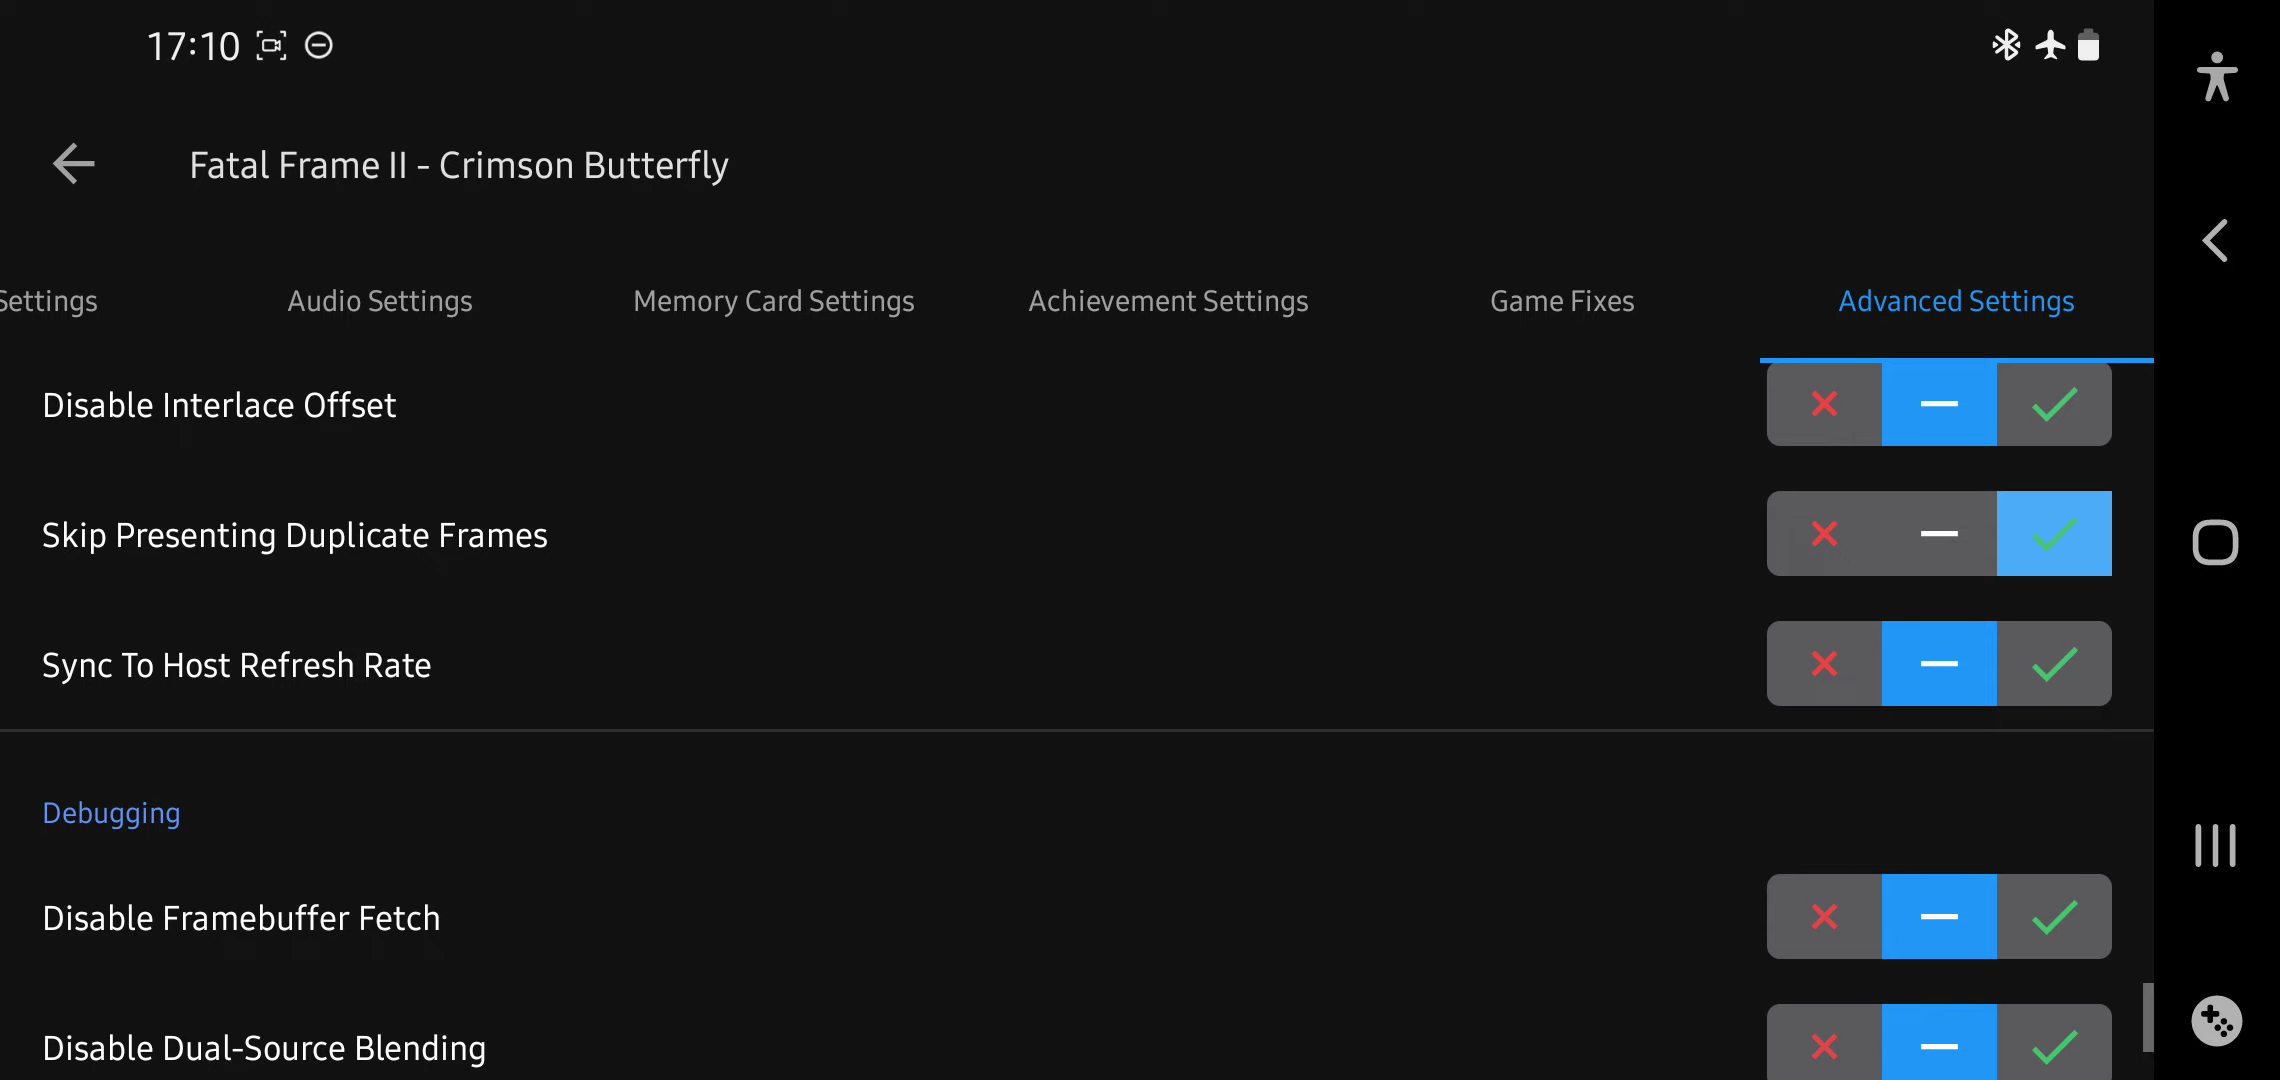 17:10
Fatal Frame II - Crimson Butterfly
Settings
Audio Settings
Memory Card Settings
Achievement Settings
Game Fixes
Advanced Settings
Disable Interlace Offset
Skip Presenting Duplicate Frames
Sync To Host Refresh Rate
Debugging
Disable Framebuffer Fetch
Disable Dual-Source Blending